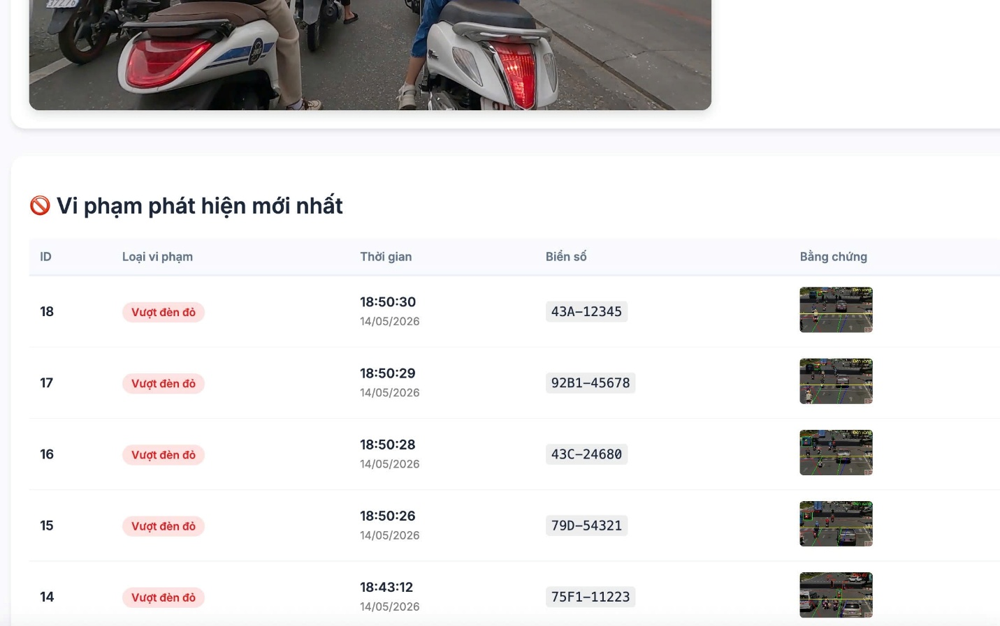 🚫 Vi phạm phát hiện mới nhất
ID Loại vi phạm Thời gian Biển số Bằng chứng
18 Vượt đèn đỏ 18:50:30 43A-12345
14/05/2026
17 Vượt đèn đỏ 18:50:29 92B1-45678
14/05/2026
16 Vượt đèn đỏ 18:50:28 43C-24680
14/05/2026
15 Vượt đèn đỏ 18:50:26 79D-54321
14/05/2026
14 Vượt đèn đỏ 18:43:12 75F1-11223
14/05/2026